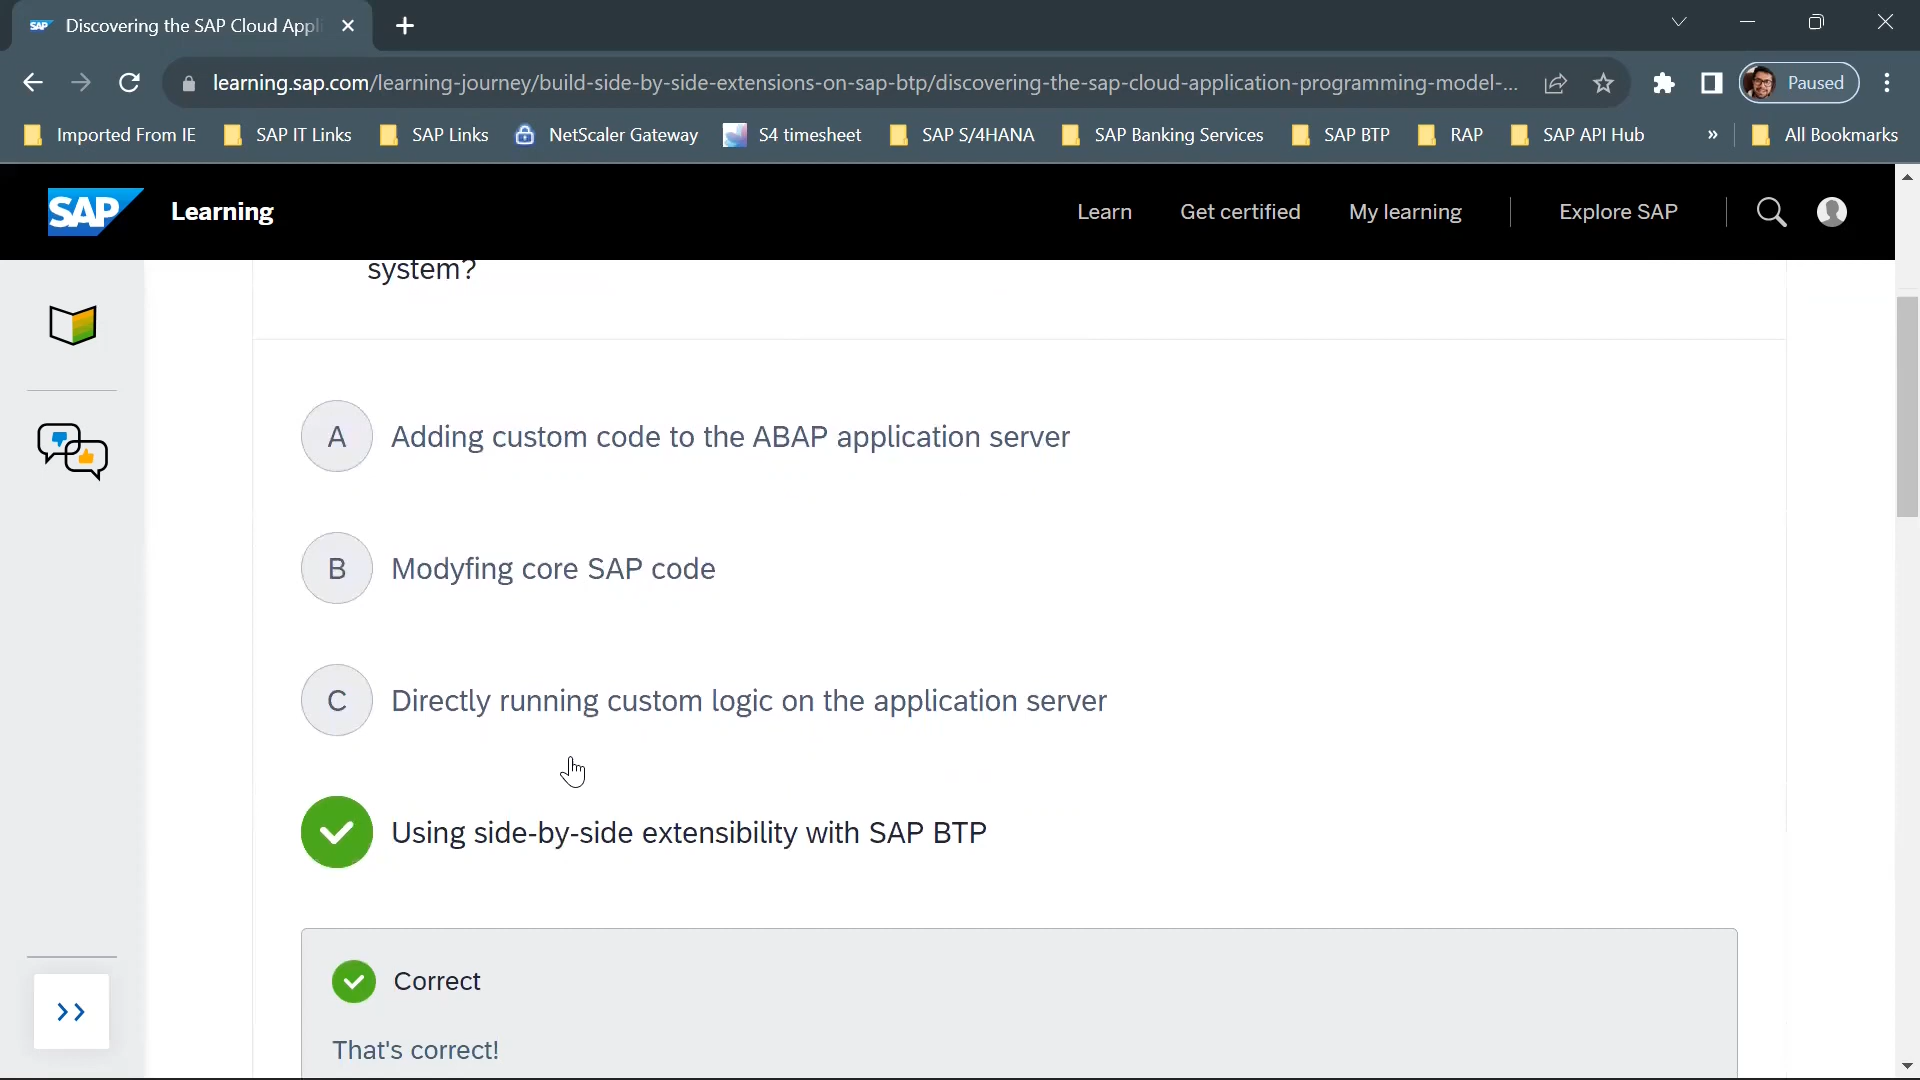 SAP Discovering the SAP Cloud Appli
learning.sap.com/learning-journey/build-side-by-side-extensions-on-sap-btp/discovering-the-sap-cloud-application-programming-model-...
Paused
Imported From IE
SAP IT Links
SAP Links
NetScaler Gateway
S4 timesheet
SAP S/4HANA
SAP Banking Services
SAP BTP
RAP
SAP API Hub
»
All Bookmarks
SAP Learning
Learn
Get certified
My learning
Explore SAP
system?
A Adding custom code to the ABAP application server
B Modyfing core SAP code
C Directly running custom logic on the application server
Using side-by-side extensibility with SAP BTP
Correct
That's correct!